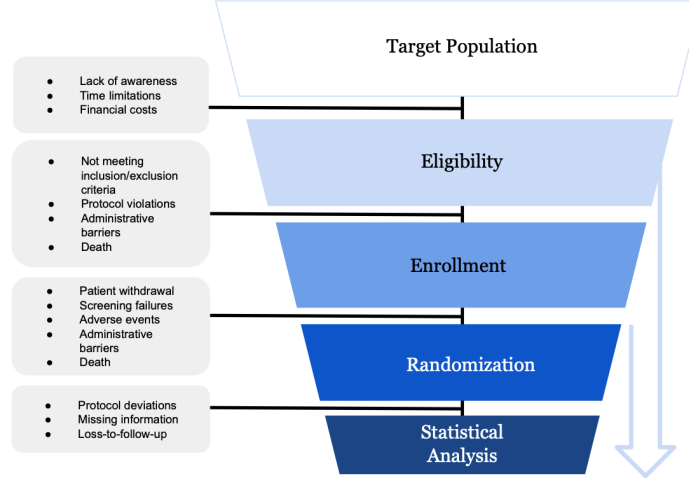 Target Population
● Lack of awareness
● Time limitations
● Financial costs
Eligibility
● Not meeting
inclusion/exclusion
criteria
● Protocol violations
● Administrative
barriers
● Death
Enrollment
● Patient withdrawal
● Screening failures
● Adverse events
● Administrative
barriers
● Death
Randomization
● Protocol deviations
● Missing information
● Loss-to-follow-up
Statistical
Analysis